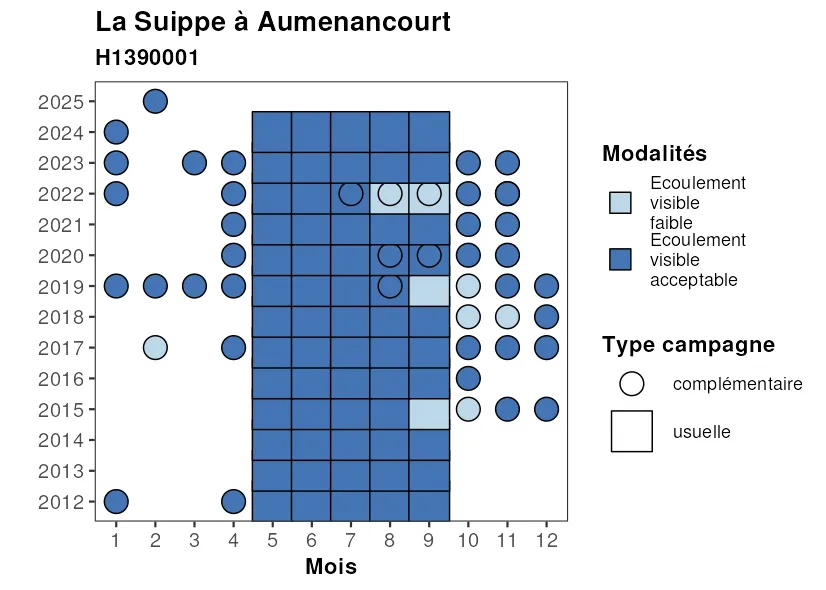 La Suippe à Aumenancourt
H1390001
2025
2024
2023
2022
2021
2020
2019
2018
2017
2016
2015
2014
2013
2012
1 2 3 4 5 6 7 8 9 10 11 12
Mois
Modalités
Ecoulement
visible
faible
Ecoulement
visible
acceptable
Type campagne
complémentaire
usuelle